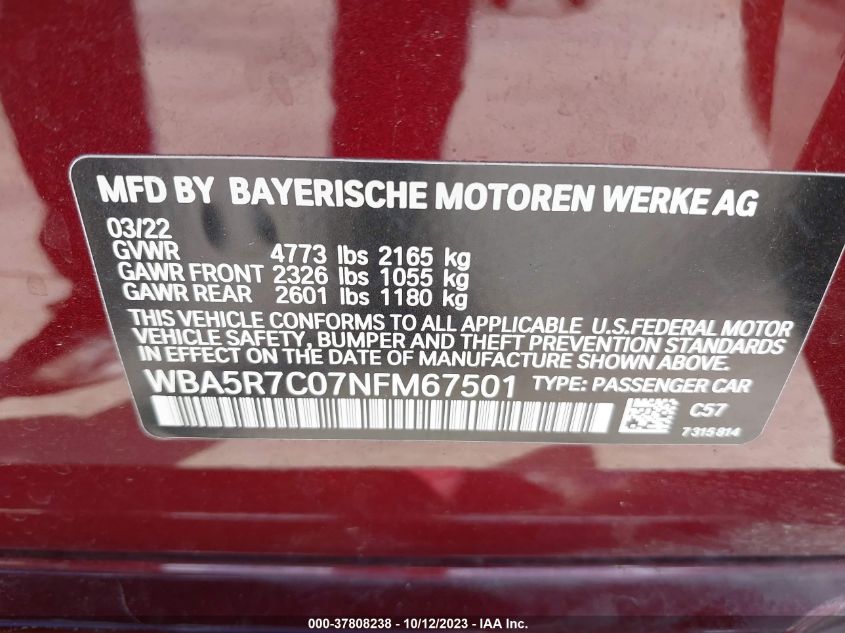 MFD BY BAYERISCHE MOTOREN WERKE AG
03/22
GVWR 4773 lbs 2165 kg
GAWR FRONT 2326 lbs 1055 kg
GAWR REAR 2601 lbs 1180 kg
THIS VEHICLE CONFORMS TO ALL APPLICABLE U.S.FEDERAL MOTOR
VEHICLE SAFETY, BUMPER AND THEFT PREVENTION STANDARDS
IN EFFECT ON THE DATE OF MANUFACTURE SHOWN ABOVE.
WBA5R7C07NFM67501 TYPE: PASSENGER CAR
C57
7315814
000-37808238 - 10/12/2023 - © IAA, Inc.